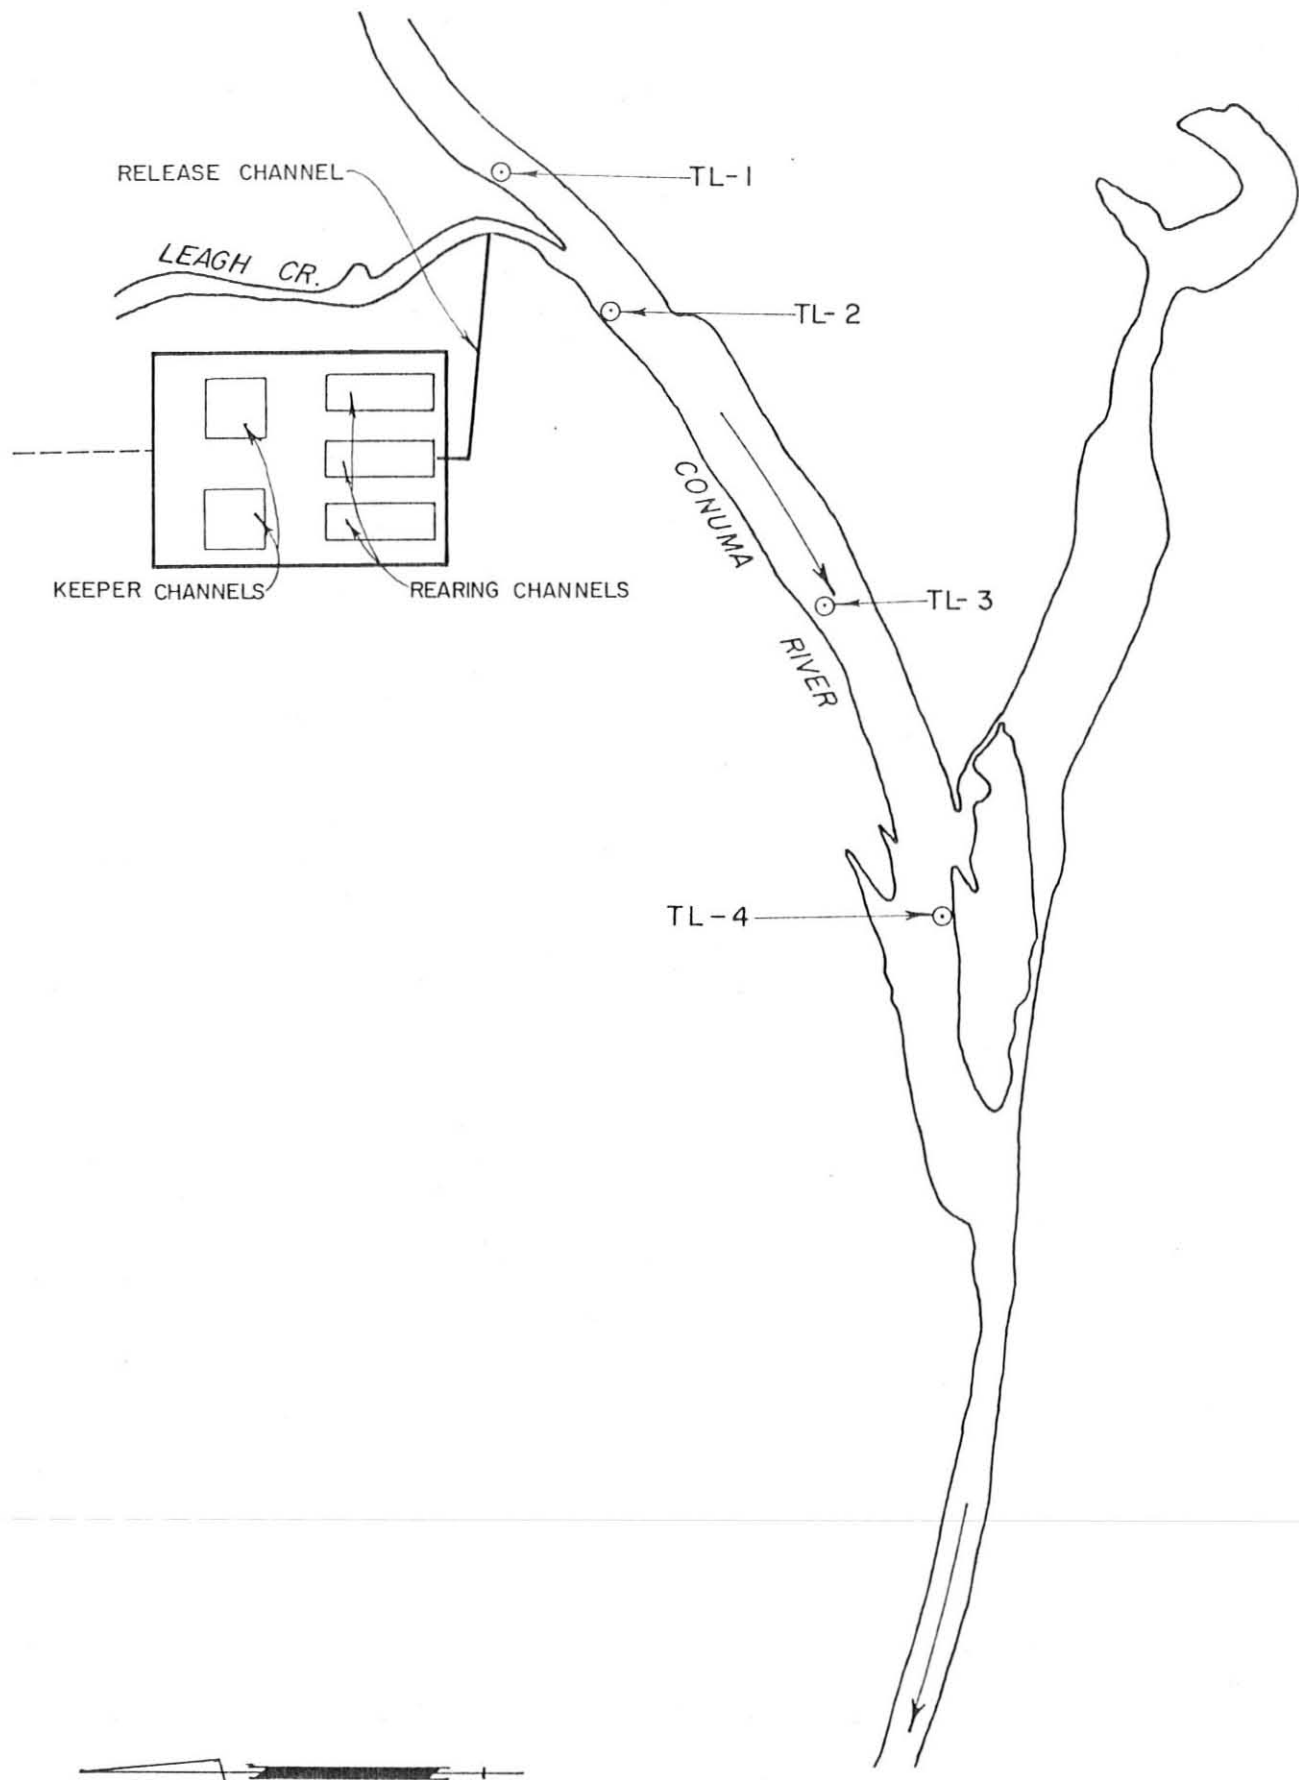 RELEASE CHANNEL
TL-1
LEAGH CR.
TL-2
CONUMA
KEEPER CHANNELS
REARING CHANNELS
TL-3
RIVER
TL-4